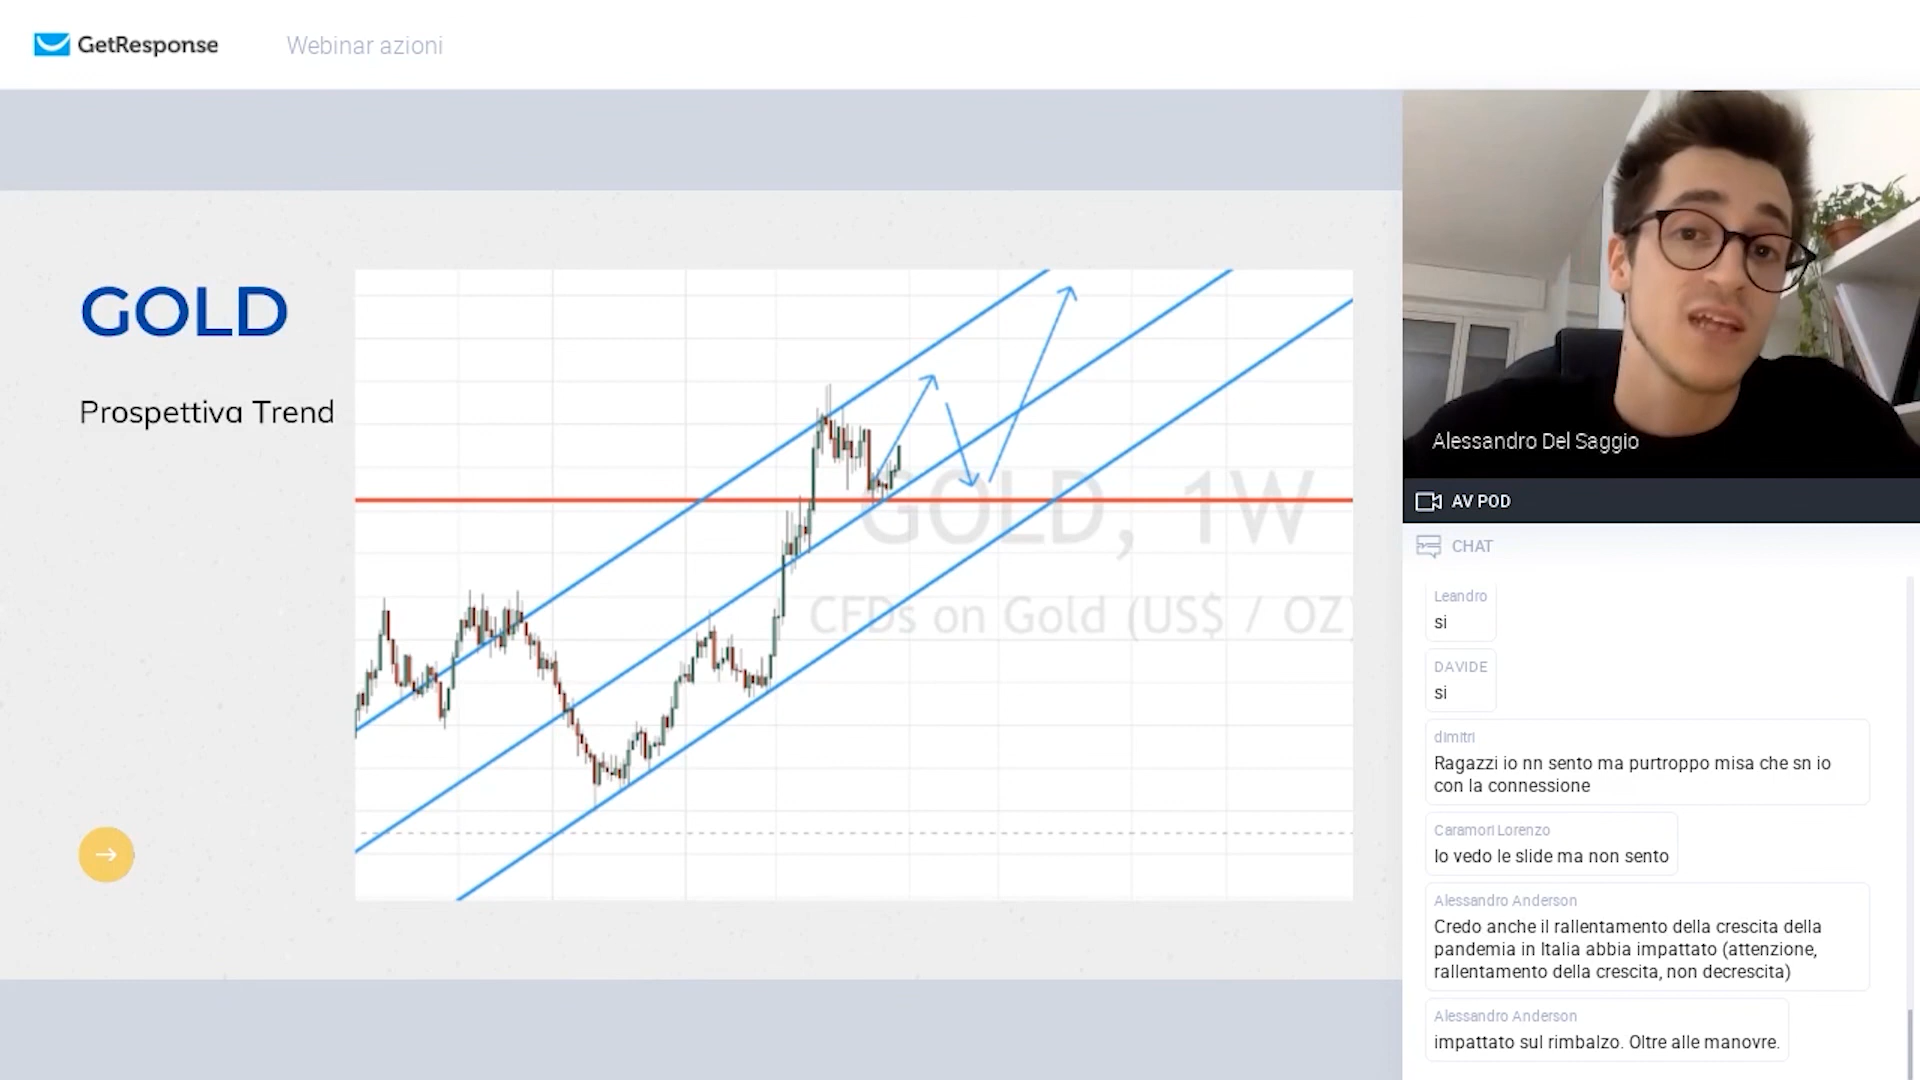 GetResponse
Webinar azioni
GOLD
Prospettiva Trend
GOLD, 1W
CFDs on Gold (US$ / OZ)
Alessandro Del Saggio
AV POD
CHAT
Leandro
si
DAVIDE
si
dimitri
Ragazzi io nn sento ma purtroppo misa che sn io
con la connessione
Caramori Lorenzo
Io vedo le slide ma non sento
Alessandro Anderson
Credo anche il rallentamento della crescita della
pandemia in Italia abbia impattato (attenzione,
rallentamento della crescita, non decrescita)
Alessandro Anderson
impattato sul rimbalzo. Oltre alle manovre.